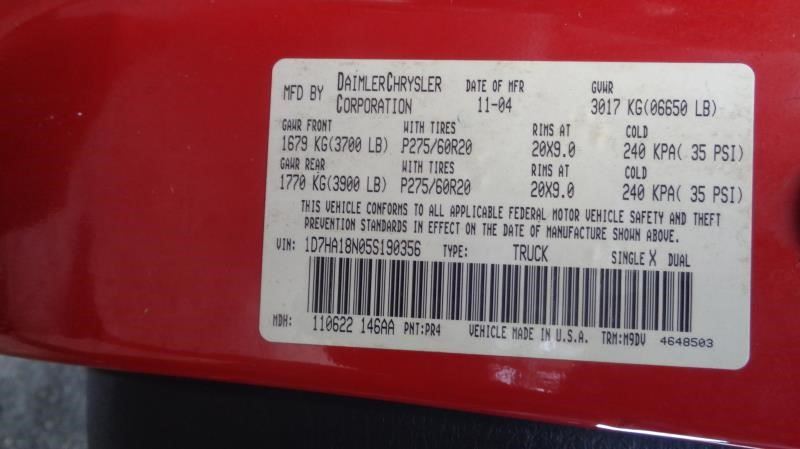 MFD BY DAIMLERCHRYSLER CORPORATION DATE OF MFR 11-04 GVWR 3017 KG(06650 LB)
GAWR FRONT WITH TIRES RIMS AT COLD
1679 KG(3700 LB) P275/60R20 20X9.0 240 KPA( 35 PSI)
GAWR REAR WITH TIRES RIMS AT COLD
1770 KG(3900 LB) P275/60R20 20X9.0 240 KPA( 35 PSI)
THIS VEHICLE CONFORMS TO ALL APPLICABLE FEDERAL MOTOR VEHICLE SAFETY AND THEFT
PREVENTION STANDARDS IN EFFECT ON THE DATE OF MANUFACTURE SHOWN ABOVE.
VIN: 1D7HA18N05S190356 TYPE: TRUCK SINGLE X DUAL
MDH: 110622 146AA PNT:PR4 VEHICLE MADE IN U.S.A. TRM:M9DV 4648503